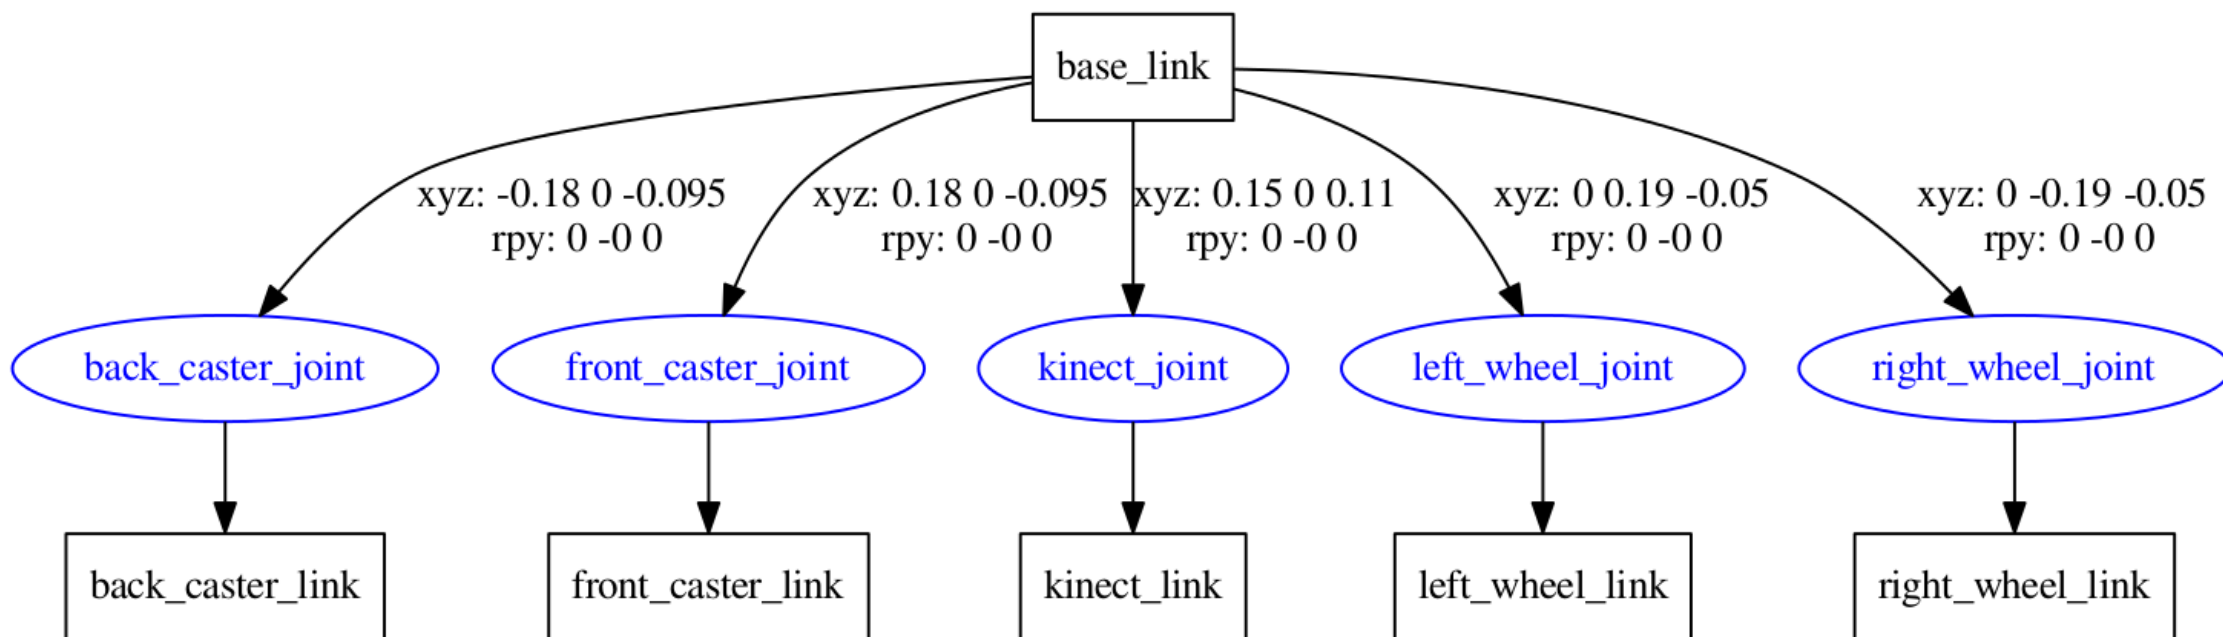 base_link
xyz: -0.18 0 -0.095
rpy: 0 -0 0
xyz: 0.18 0 -0.095
rpy: 0 -0 0
xyz: 0.15 0 0.11
rpy: 0 -0 0
xyz: 0 0.19 -0.05
rpy: 0 -0 0
xyz: 0 -0.19 -0.05
rpy: 0 -0 0
back_caster_joint
front_caster_joint
kinect_joint
left_wheel_joint
right_wheel_joint
back_caster_link
front_caster_link
kinect_link
left_wheel_link
right_wheel_link